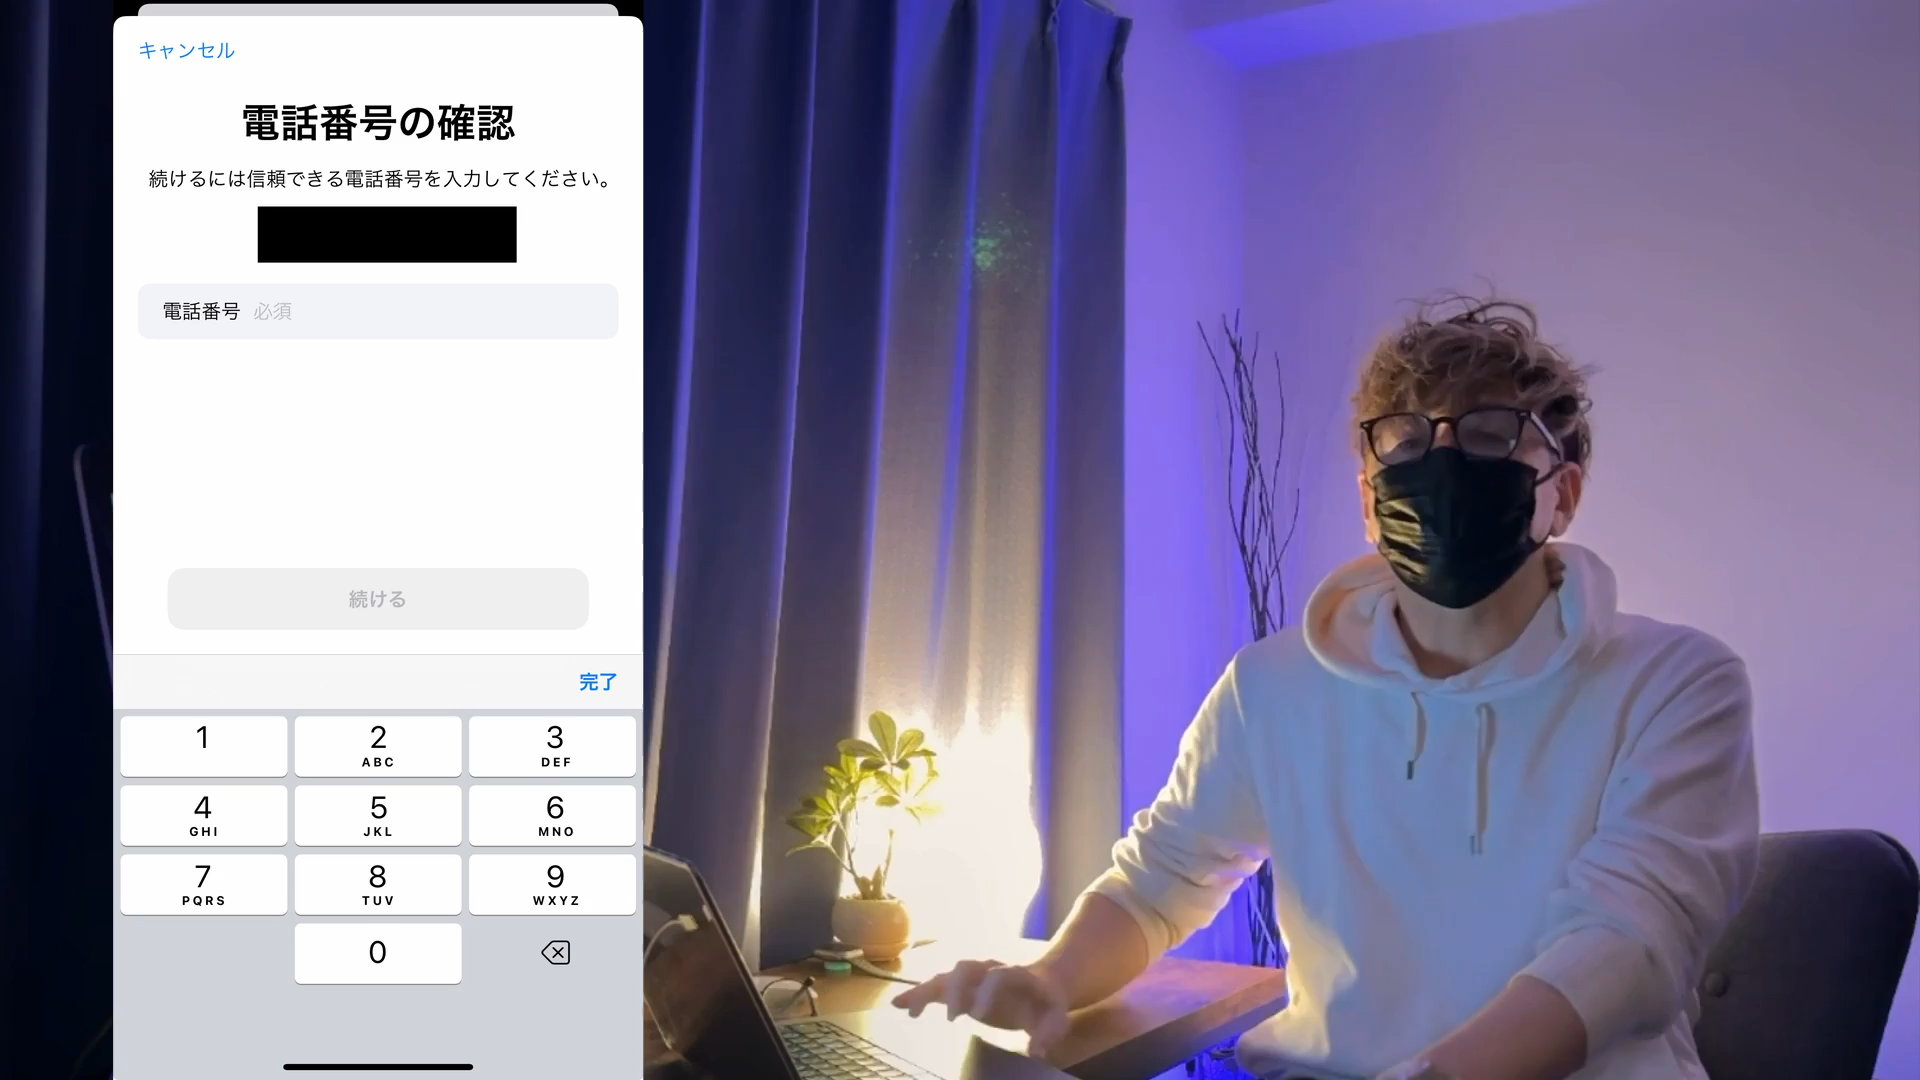 キャンセル
電話番号の確認
続けるには信頼できる電話番号を入力してください。
電話番号 必須
続ける
完了
1
2
ABC
3
DEF
4
GHI
5
JKL
6
MNO
7
PQRS
8
TUV
9
WXYZ
0